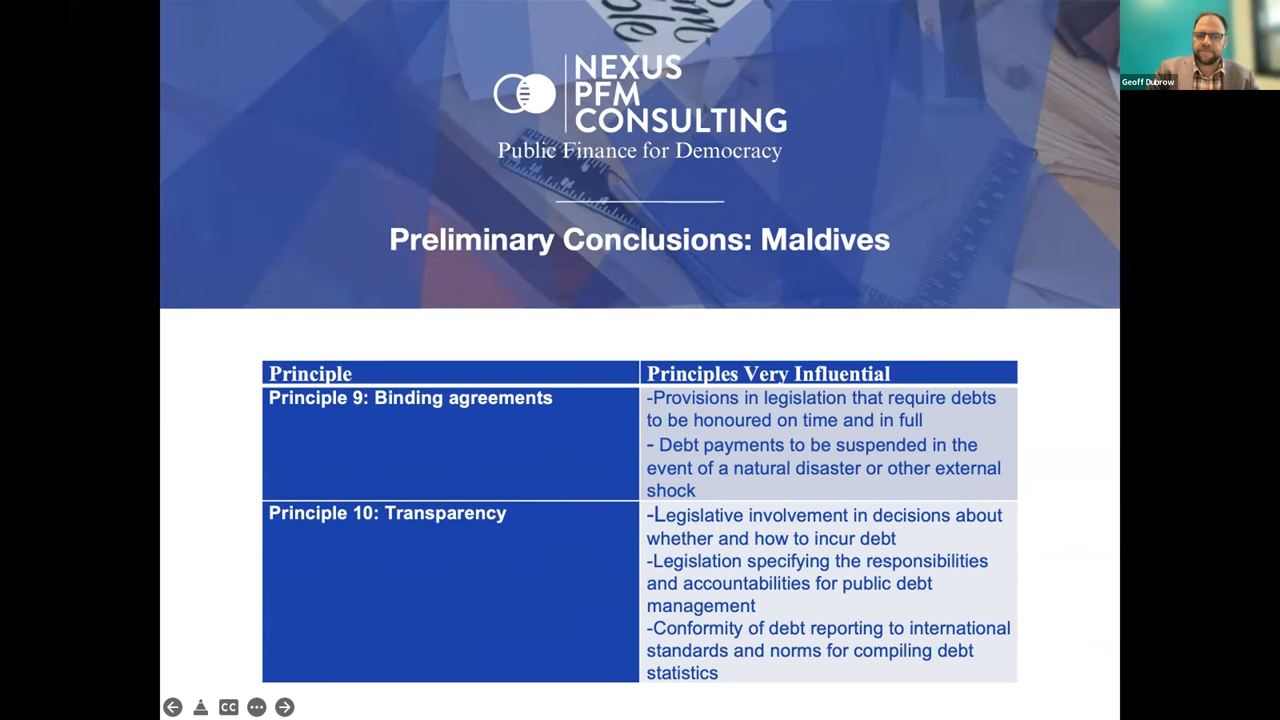 NEXUS
PFM
CONSULTING
Public Finance for Democracy
Preliminary Conclusions: Maldives
Geoff Dubrow
Principle
Principles Very Influential
Principle 9: Binding agreements
-Provisions in legislation that require debts
to be honoured on time and in full
- Debt payments to be suspended in the
event of a natural disaster or other external
shock
Principle 10: Transparency
-Legislative involvement in decisions about
whether and how to incur debt
-Legislation specifying the responsibilities
and accountabilities for public debt
management
-Conformity of debt reporting to international
standards and norms for compiling debt
statistics
CC